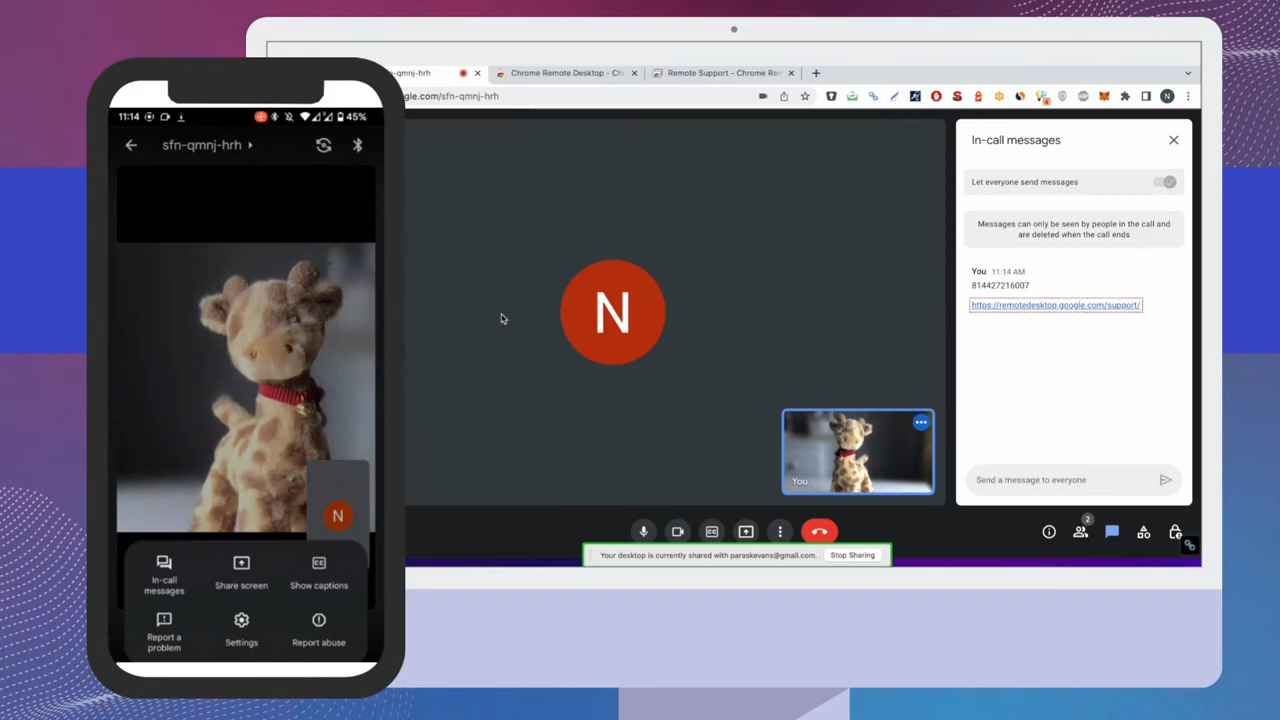 11:14
45%
sfn-qmnj-hrh
N
In-call
messages
Share screen
Show captions
Report a
problem
Settings
Report abuse
-qmnj-hrh
Chrome Remote Desktop - Ch
Remote Support - Chrome Rem
gle.com/sfn-qmnj-hrh
N
N
You
In-call messages
Let everyone send messages
Messages can only be seen by people in the call and
are deleted when the call ends
You 11:14 AM
814427216007
https://remotedesktop.google.com/support/
Send a message to everyone
2
Your desktop is currently shared with paraskevans@gmail.com.
Stop Sharing